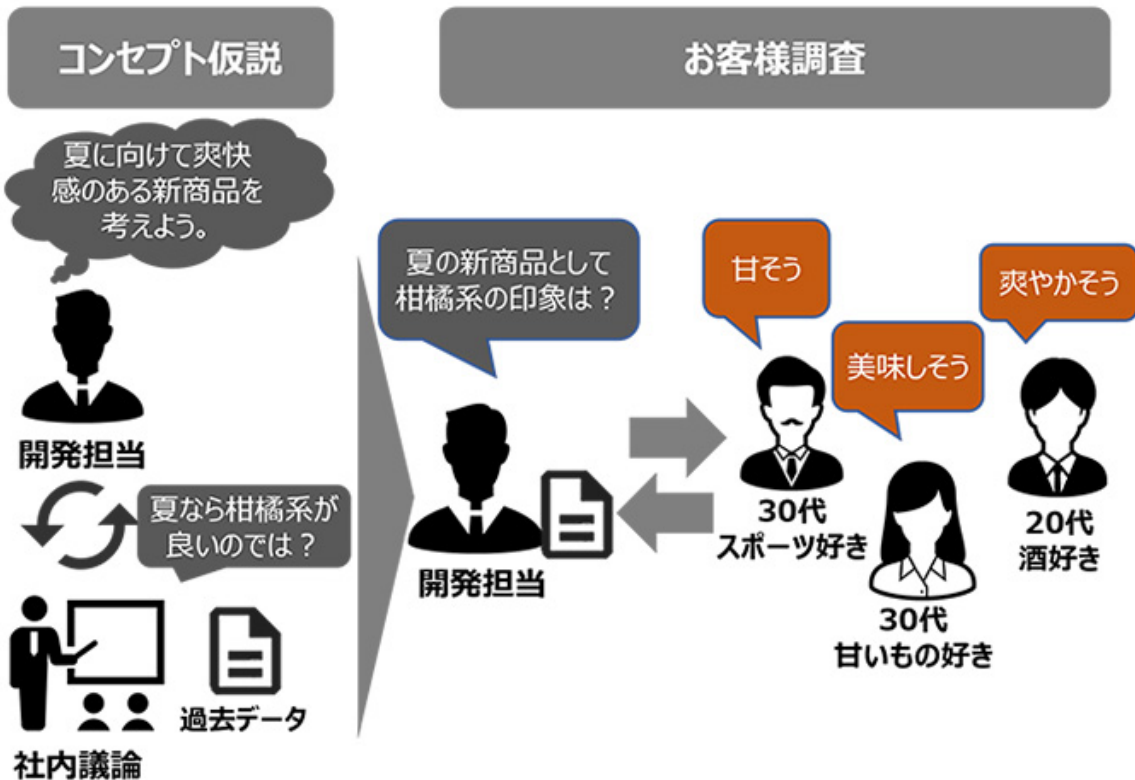 コンセプト仮説
夏に向けて爽快
感のある新商品を
考えよう。
開発担当
夏なら柑橘系が
良いのでは？
過去データ
社内議論
お客様調査
夏の新商品として
柑橘系の印象は？
開発担当
甘そう
30代
スポーツ好き
美味しそう
30代
甘いもの好き
爽やかそう
20代
酒好き